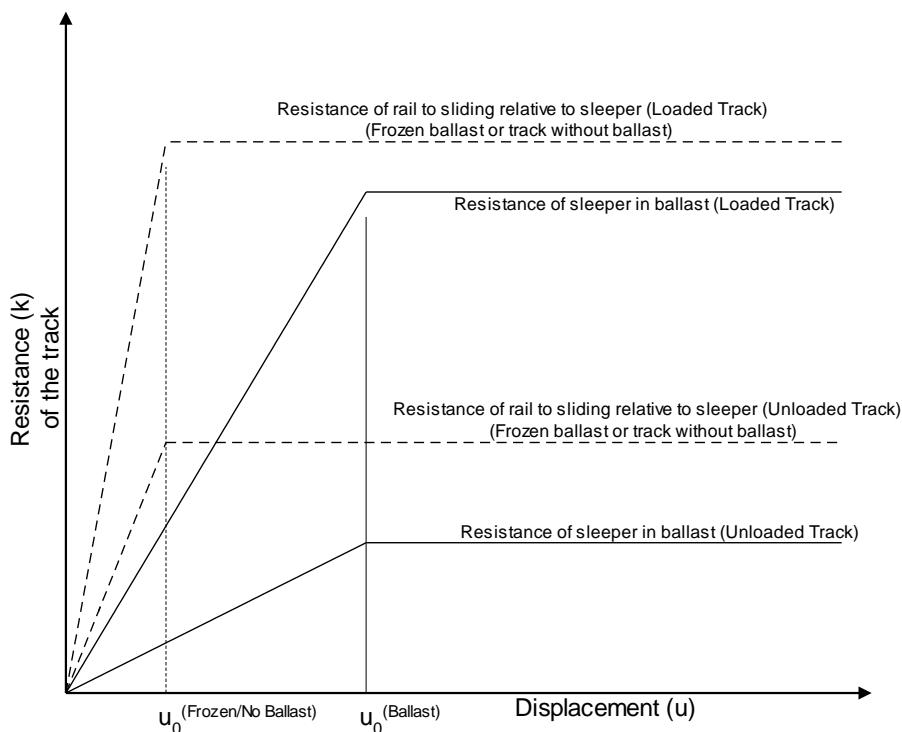 Resistance of rail to sliding relative to sleeper (Loaded Track)
(Frozen ballast or track without ballast)
Resistance of sleeper in ballast (Loaded Track)
Resistance (k)
of the track
Resistance of rail to sliding relative to sleeper (Unloaded Track)
(Frozen ballast or track without ballast)
Resistance of sleeper in ballast (Unloaded Track)
u0(Frozen/No Ballast)
u0(Ballast)
Displacement (u)